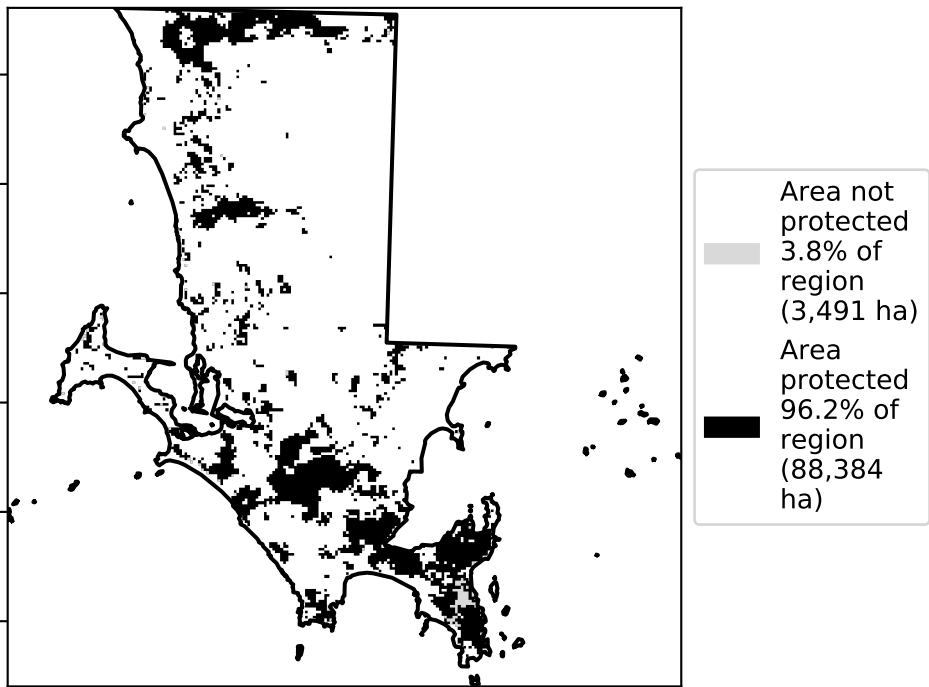 Area not
protected
3.8% of
region
(3,491 ha)
Area
protected
96.2% of
region
(88,384
ha)